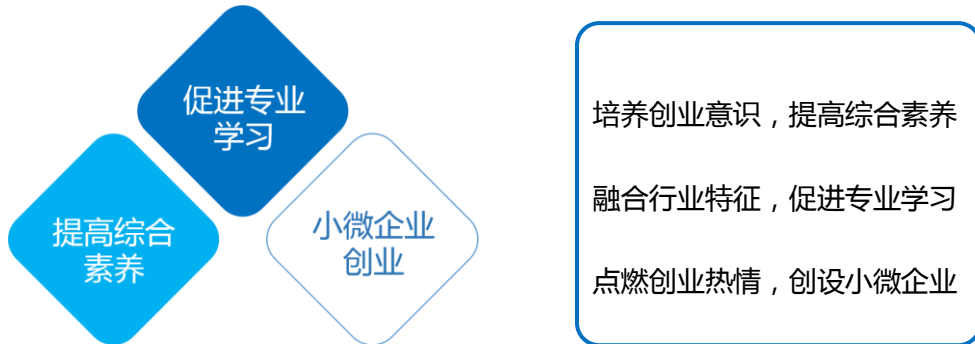 促进专业
学习
提高综合
素养
小微企业
创业
培养创业意识，提高综合素养
融合行业特征，促进专业学习
点燃创业热情，创设小微企业